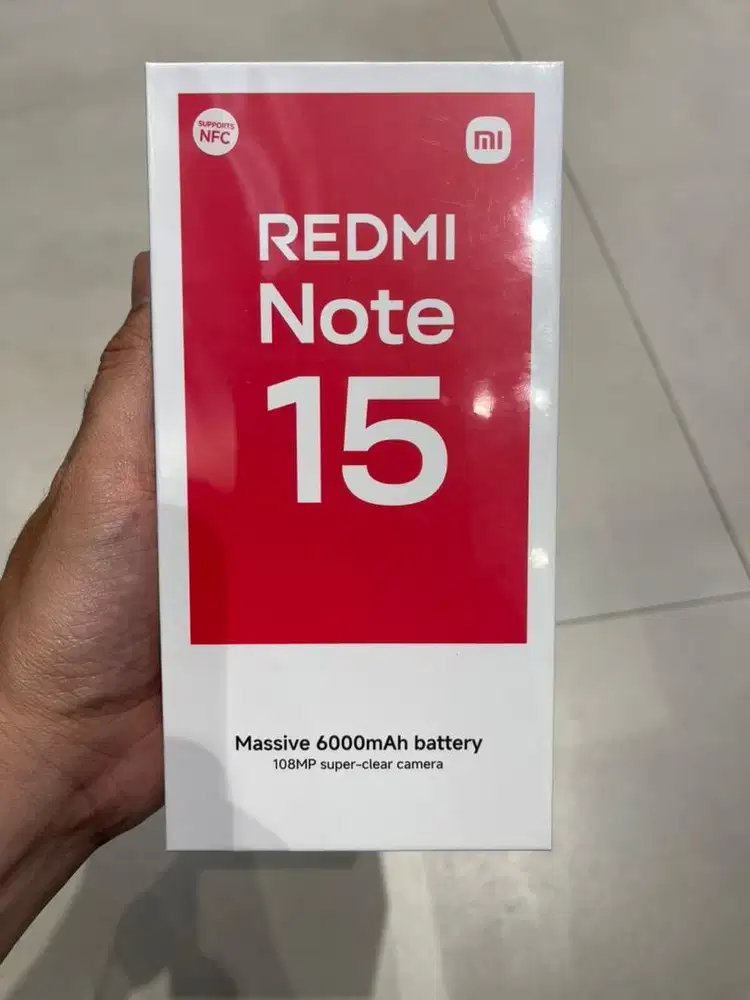 SUPPORTS
NFC
mi
REDMI
Note
15
Massive 6000mAh battery
108MP super-clear camera